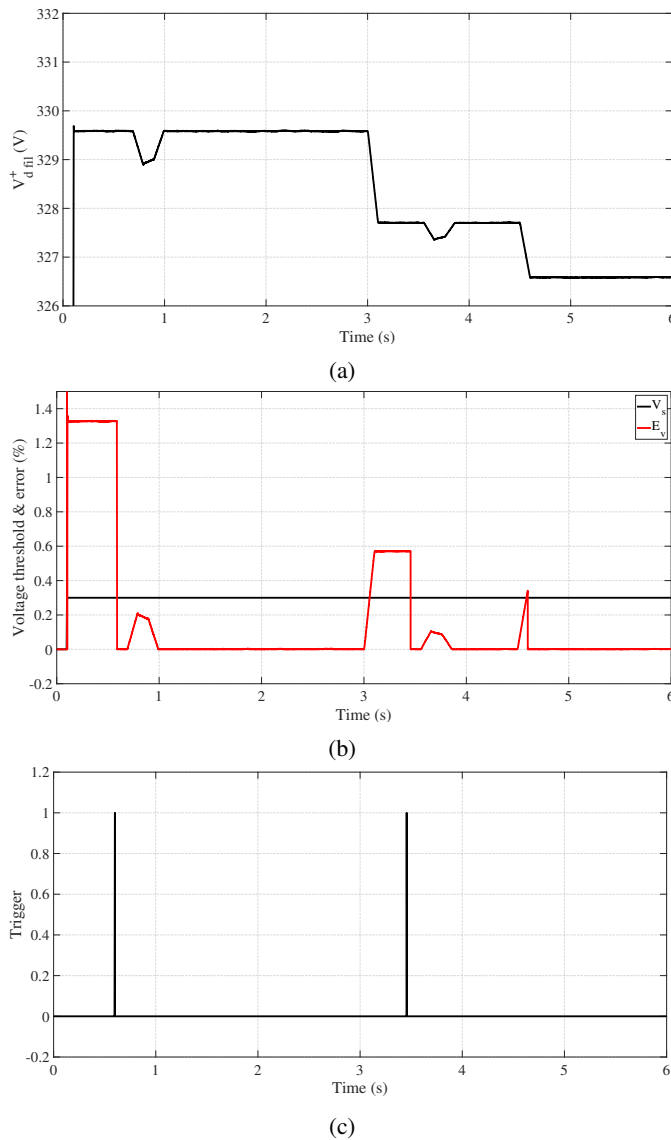 332
331
330
329
328
327
326
V⁺d fil (V)
0 1 2 3 4 5 6
Time (s)
(a)
1.4
1.2
1
0.8
0.6
0.4
0.2
0
-0.2
Voltage threshold & error (%)
Vs
Ev
0 1 2 3 4 5 6
Time (s)
(b)
1.2
1
0.8
0.6
0.4
0.2
0
-0.2
Trigger
0 1 2 3 4 5 6
Time (s)
(c)